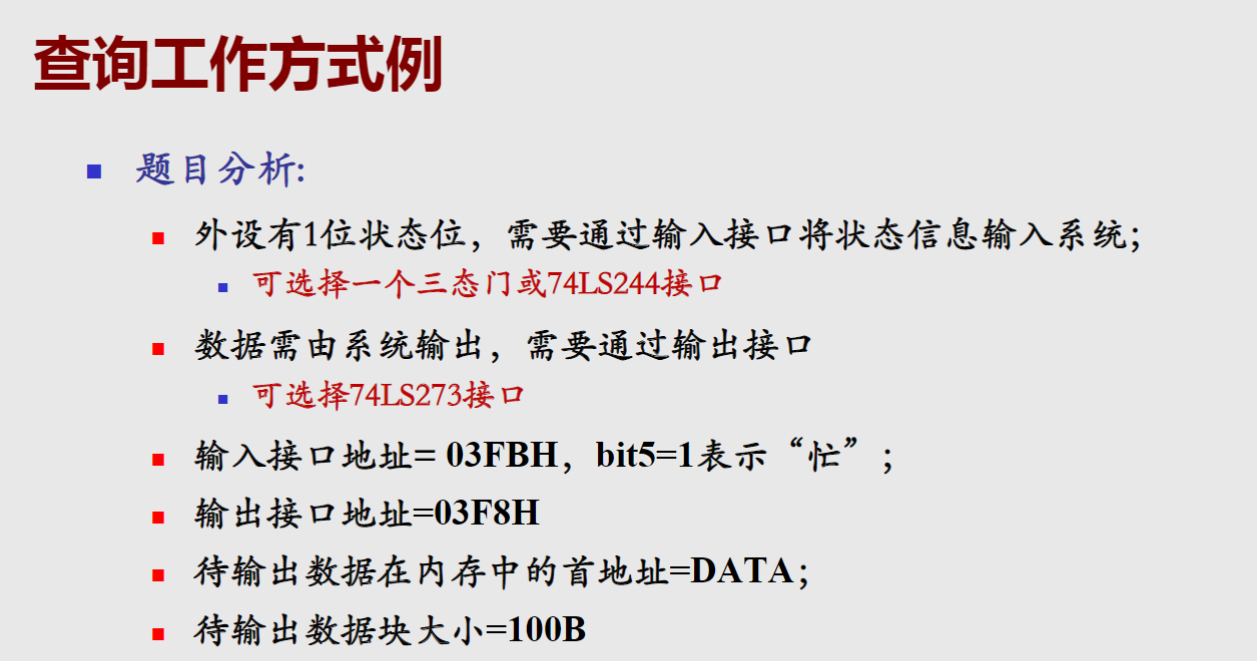 查询工作方式例
题目分析:
外设有1位状态位，需要通过输入接口将状态信息输入系统；
可选择一个三态门或74LS244接口
数据需由系统输出，需要通过输出接口
可选择74LS273接口
输入接口地址= 03FBH，bit5=1表示“忙”；
输出接口地址=03F8H
待输出数据在内存中的首地址=DATA；
待输出数据块大小=100B